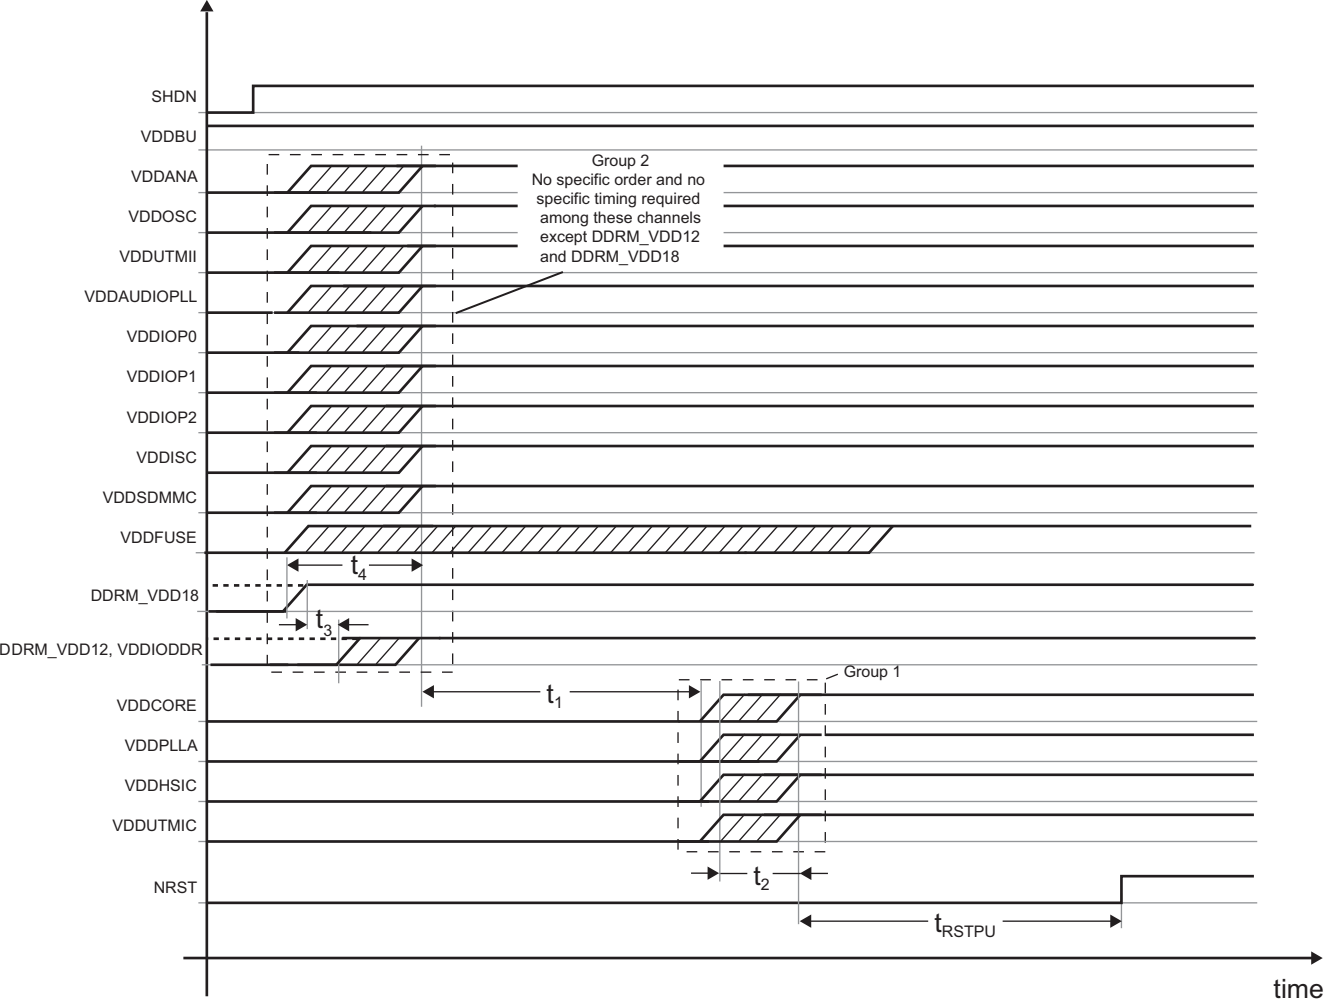 SHDN
VDDBU
VDDANA
VDDOSC
VDDUTMII
VDDAUDIOPLL
VDDIOP0
VDDIOP1
VDDIOP2
VDDISC
VDDSDMMC
VDDFUSE
Group 2
No specific order and no
specific timing required
among these channels
except DDRM_VDD12
and DDRM_VDD18
t4
DDRM_VDD18
t3
DDRM_VDD12, VDDIODDR
Group 1
t1
VDDCORE
VDDPLLA
VDDHSIC
VDDUTMIC
t2
NRST
tRSTPU
time